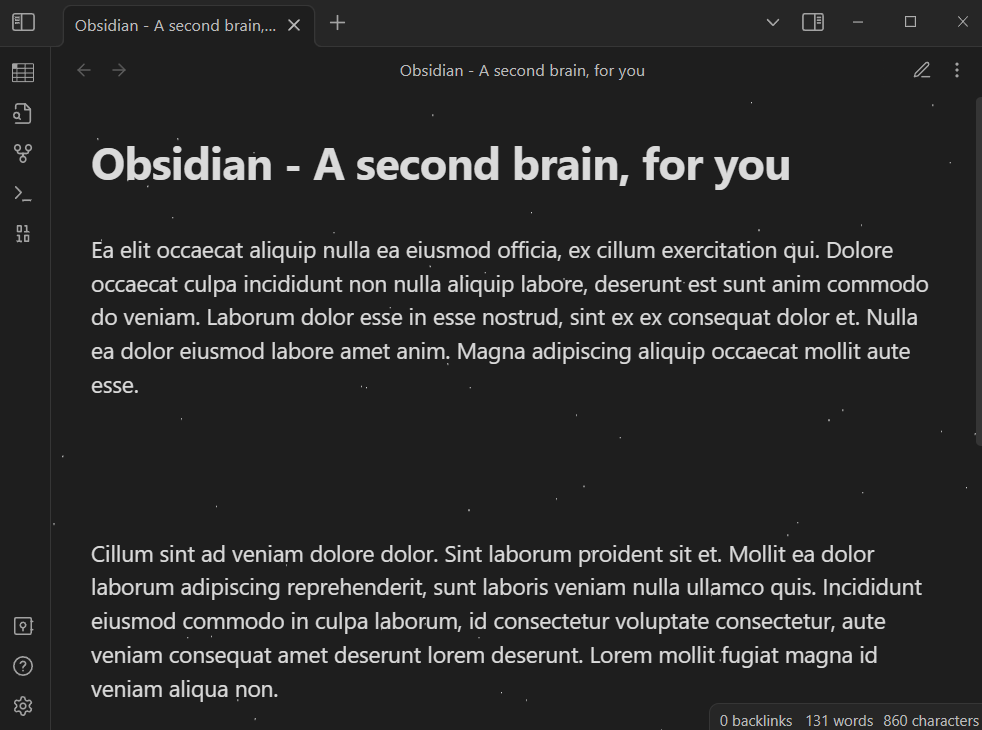 Obsidian - A second brain,...
Obsidian - A second brain, for you
Obsidian - A second brain, for you
Ea elit occaecat aliquip nulla ea eiusmod officia, ex cillum exercitation qui. Dolore
occaecat culpa incididunt non nulla aliquip labore, deserunt est sunt anim commodo
do veniam. Laborum dolor esse in esse nostrud, sint ex ex consequat dolor et. Nulla
ea dolor eiusmod labore amet anim. Magna adipiscing aliquip occaecat mollit aute
esse.
Cillum sint ad veniam dolore dolor. Sint laborum proident sit et. Mollit ea dolor
laborum adipiscing reprehenderit, sunt laboris veniam nulla ullamco quis. Incididunt
eiusmod commodo in culpa laborum, id consectetur voluptate consectetur, aute
veniam consequat amet deserunt lorem deserunt. Lorem mollit fugiat magna id
veniam aliqua non.
0 backlinks 131 words 860 characters